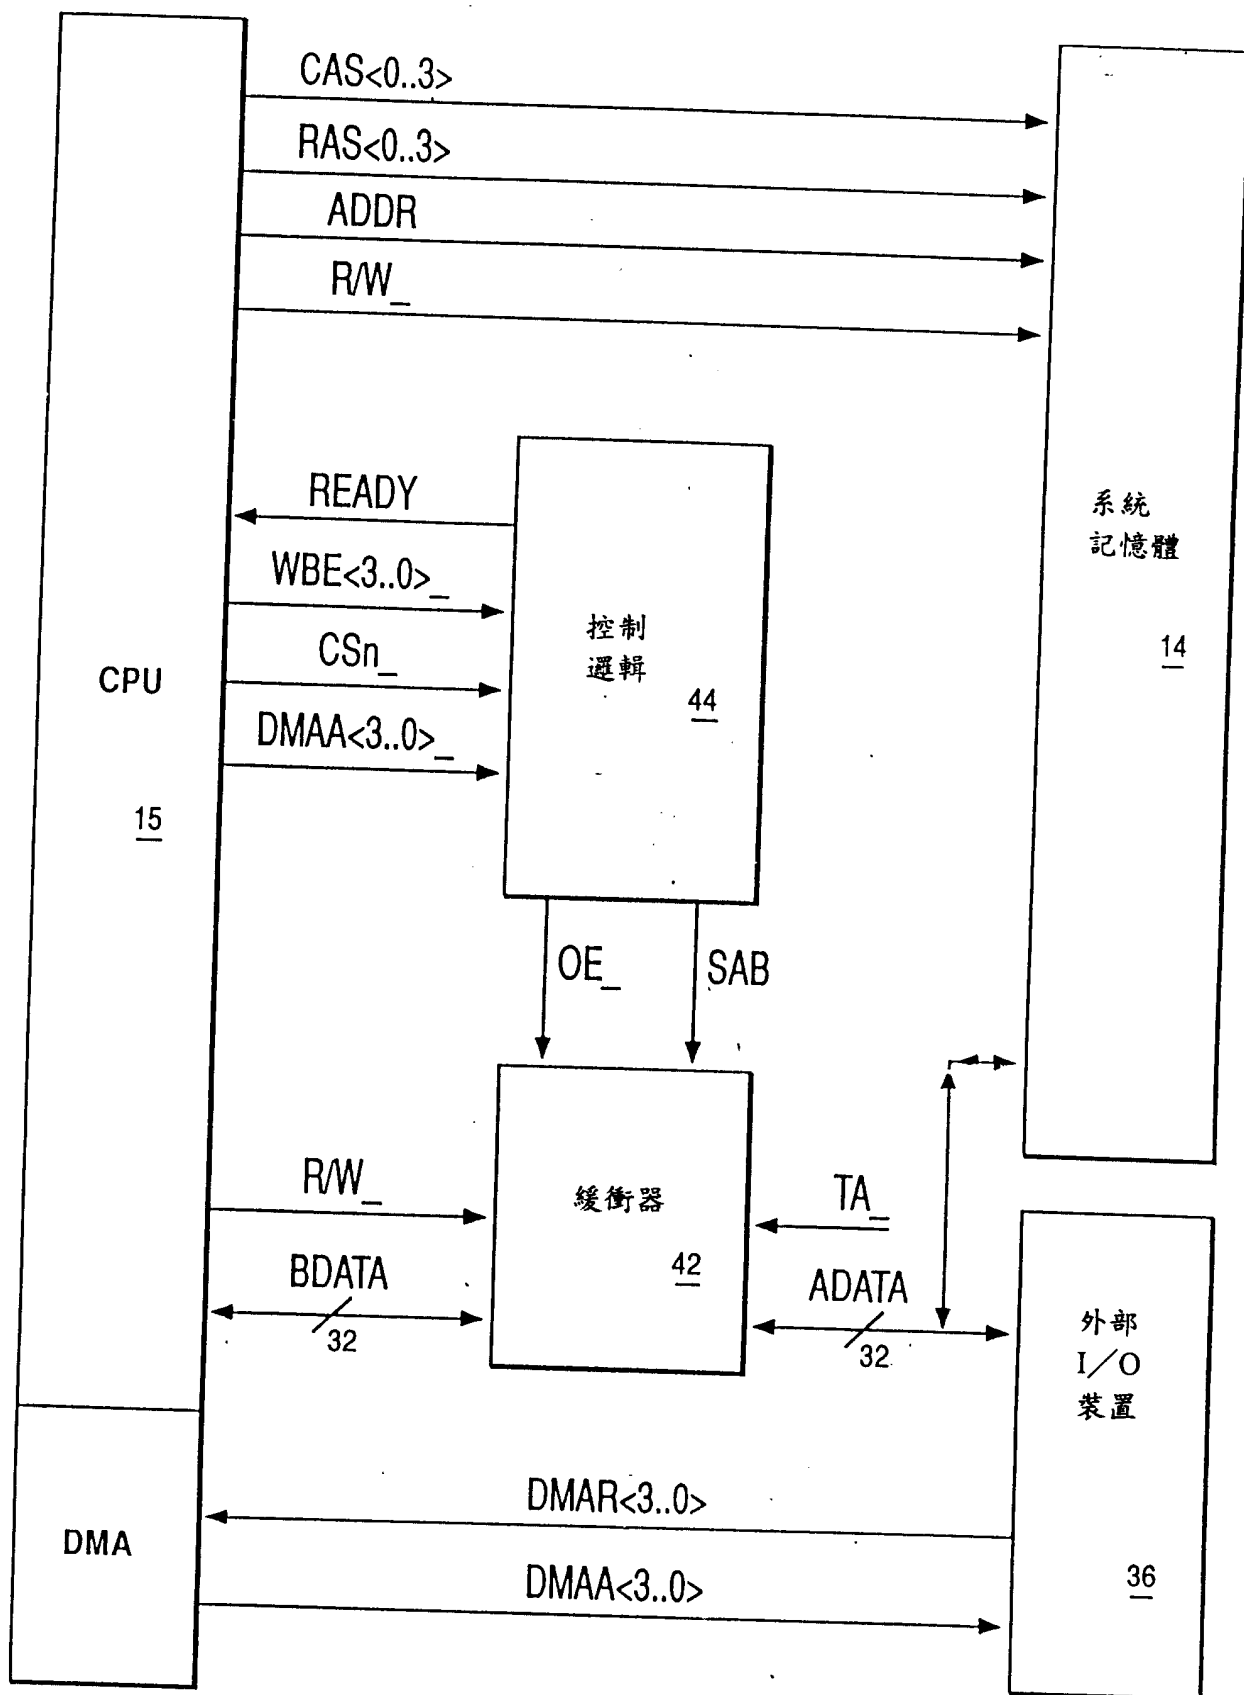 CAS<0..3>
RAS<0..3>
ADDR
R/W_
READY
WBE<3..0>_
CSn_
DMAA<3..0>_
控制
邏輯
44
系統
記憶體
14
CPU
15
OE_
SAB
R/W_
緩衝器
42
TA_
BDATA
32
ADATA
32
外部
I/O
裝置
36
DMAR<3..0>
DMA
DMAA<3..0>